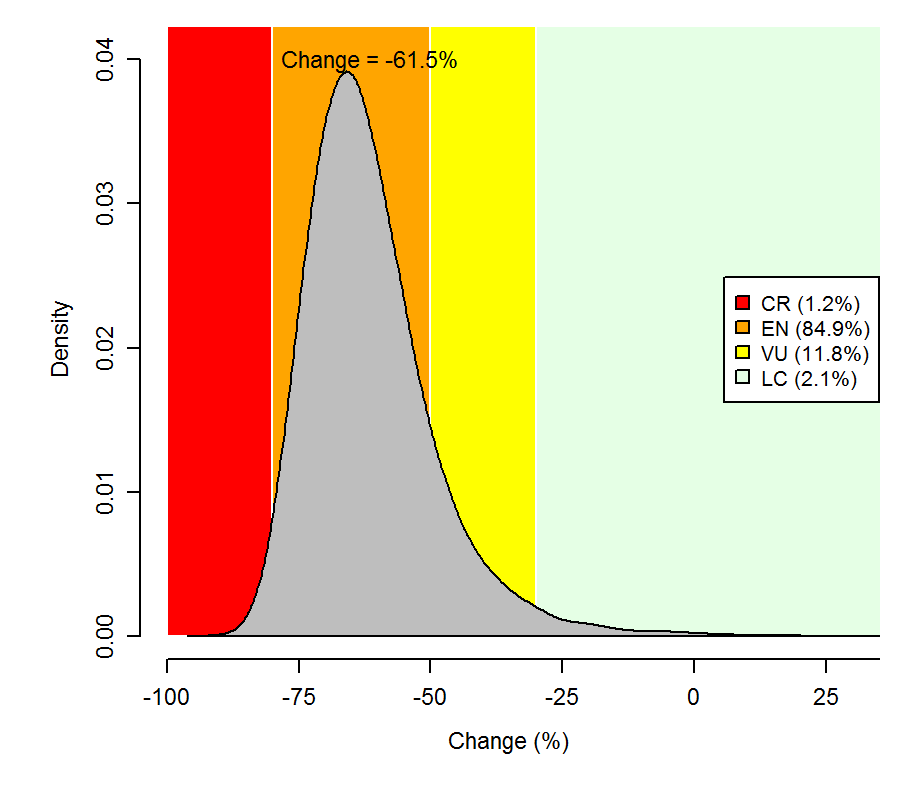 Change = -61.5%
0.04
0.03
0.02
0.01
0.00
Density
CR (1.2%)
EN (84.9%)
VU (11.8%)
LC (2.1%)
-100 -75 -50 -25 0 25
Change (%)